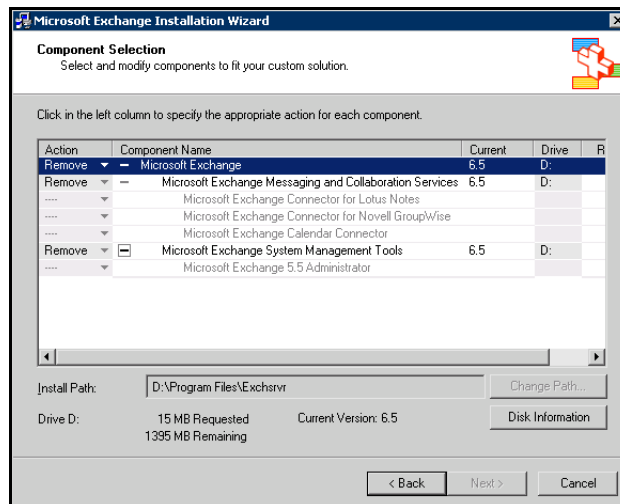 Microsoft Exchange Installation Wizard
Component Selection
Select and modify components to fit your custom solution.
Click in the left column to specify the appropriate action for each component.
Action Component Name Current Drive R
Remove Microsoft Exchange 6.5 D:
Remove Microsoft Exchange Messaging and Collaboration Services 6.5 D:
---- Microsoft Exchange Connector for Lotus Notes
---- Microsoft Exchange Connector for Novell GroupWise
---- Microsoft Exchange Calendar Connector
Remove Microsoft Exchange System Management Tools 6.5 D:
---- Microsoft Exchange 5.5 Administrator
Install Path: D:\Program Files\Exchsrvr Change Path...
Drive D: 15 MB Requested Current Version: 6.5 Disk Information
1395 MB Remaining
< Back Next > Cancel